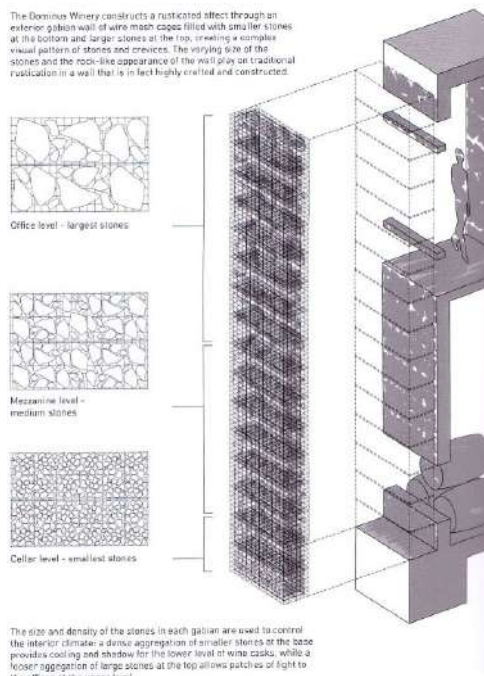 The Dominus Winery constructs a rusticated effect through an
exterior gabian wall of wire mesh cages filled with smaller stones
at the bottom and larger stones at the top, creating a complex
visual pattern of stones and crevices. The varying size of the
stones and the rock-like appearance of the wall play on traditional
rustication in a wall that is in fact highly crafted and constructed.
Office level - largest stones
Mezzanine level -
medium stones
Cellar level - smallest stones
The size and density of the stones in each gabian are used to control
the interior climate: a dense aggregation of smaller stones at the base
provides cooling and shadow for the lower level of wine casks, while a
looser aggegation of large stones at the top allows patches of light to